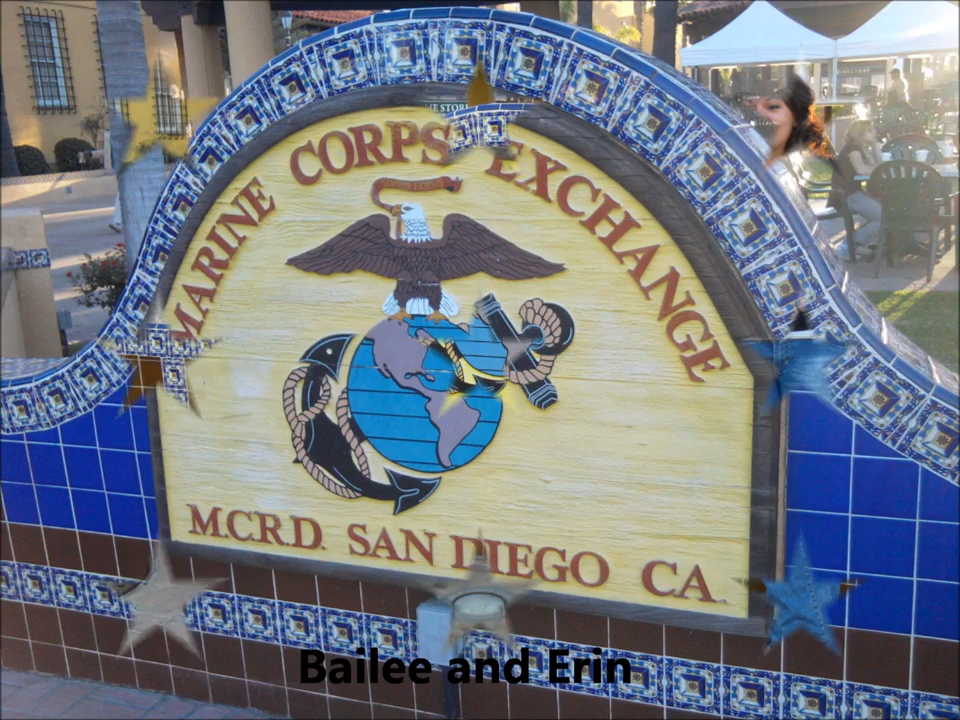 MARINE CORPS EXCHANGE
M.C.R.D. SAN DIEGO CA.
Bailee and Erin